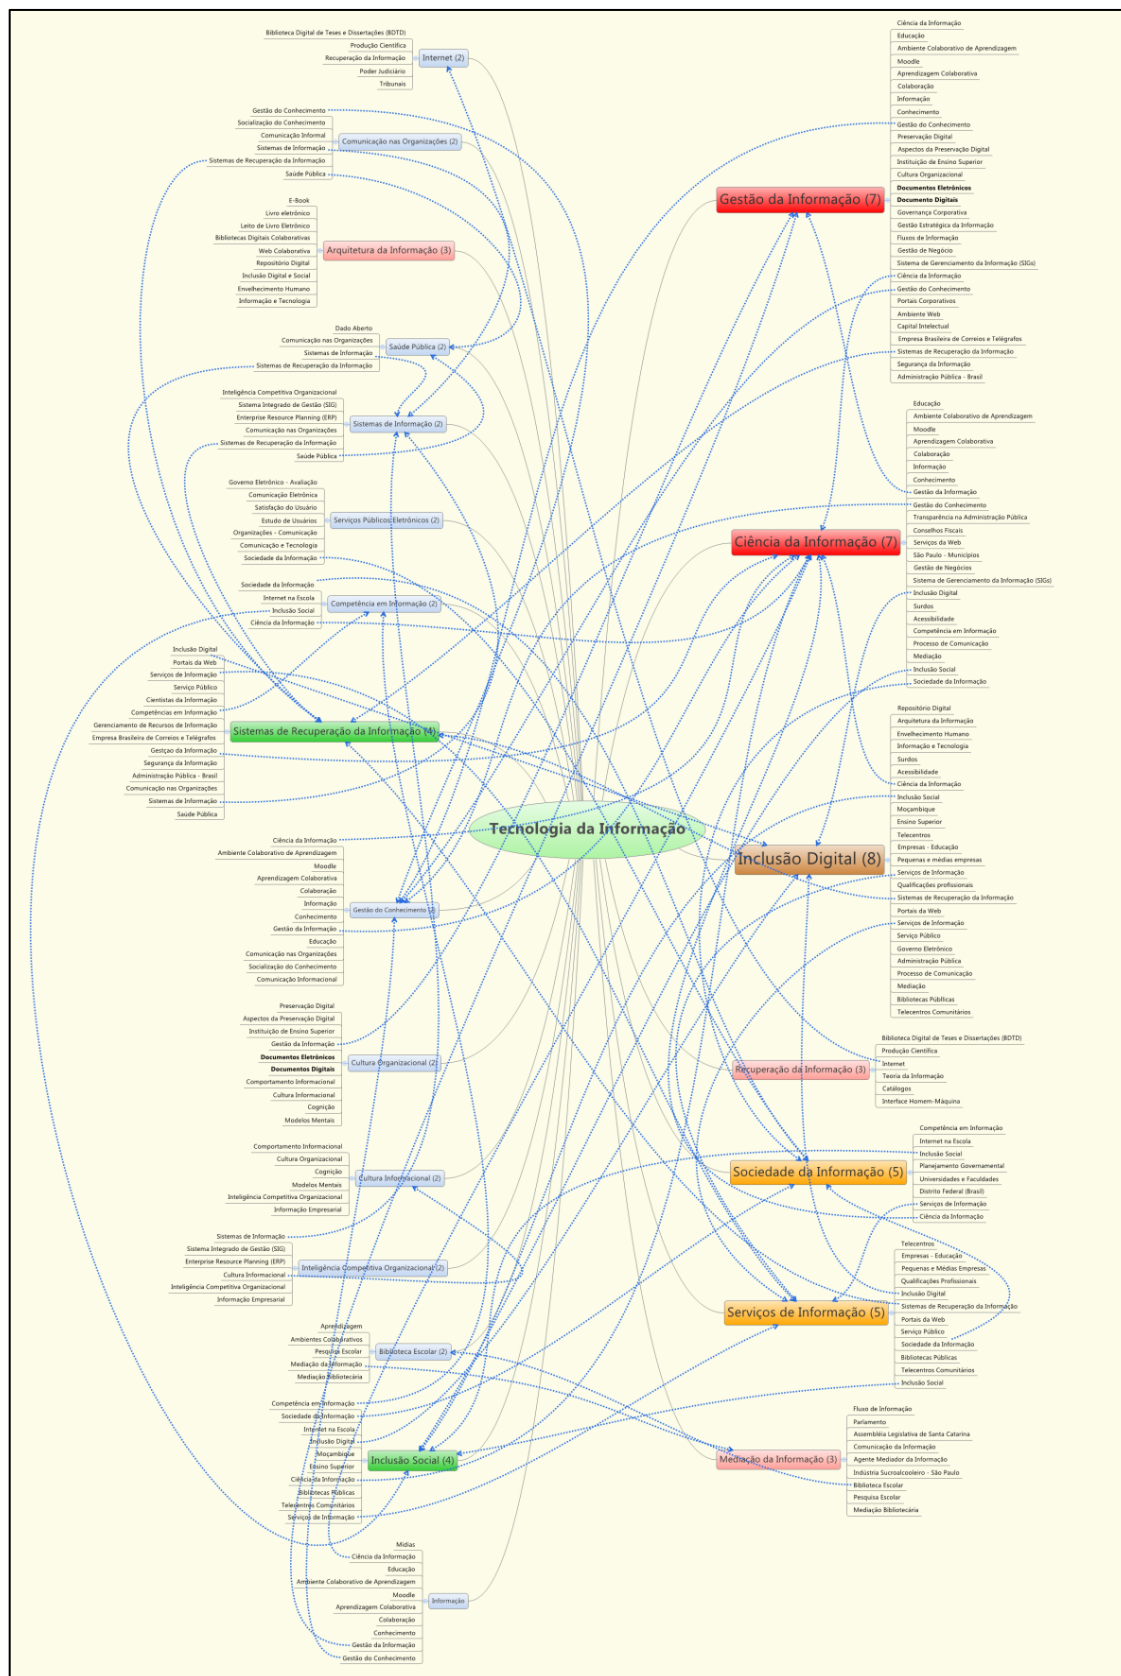 Biblioteca Digital de Teses e Dissertações (BDTD)
Produção Científica
Recuperação da Informação
Poder Judiciário
Tribunais
Internet (2)
Gestão do Conhecimento
Socialização do Conhecimento
Comunicação Informal
Sistemas de Informação
Sistemas de Recuperação da Informação
Saúde Pública
Comunicação nas Organizações (2)
E-Book
Livro eletrônico
Leito de Livro Eletrônico
Bibliotecas Digitais Colaborativas
Web Colaborativa
Repositório Digital
Inclusão Digital e Social
Envelhecimento Humano
Informação e Tecnologia
Arquitetura da Informação (3)
Dado Aberto
Comunicação nas Organizações
Sistemas de Informação
Sistemas de Recuperação da Informação
Saúde Pública (2)
Inteligência Competitiva Organizacional
Sistema Integrado de Gestão (SIG)
Enterprise Resource Planning (ERP)
Comunicação nas Organizações
Sistemas de Recuperação da Informação
Saúde Pública
Sistemas de Informação (2)
Governo Eletrônico - Avaliação
Comunicação Eletrônica
Satisfação do Usuário
Estudo de Usuários
Organizações - Comunicação
Comunicação e Tecnologia
Sociedade da Informação
Serviços Públicos Eletrônicos (2)
Sociedade da Informação
Internet na Escola
Inclusão Social
Ciência da Informação
Competência em Informação (2)
Inclusão Digital
Portais da Web
Serviços de Informação
Serviço Público
Cientistas da Informação
Competências em Informação
Gerenciamento de Recursos de Informação
Empresa Brasileira de Correios e Telégrafos
Gestçao da Informação
Segurança da Informação
Administração Pública - Brasil
Comunicação nas Organizações
Sistemas de Informação
Saúde Pública
Sistemas de Recuperação da Informação (4)
Tecnologia da Informação
Ciência da Informação
Ambiente Colaborativo de Aprendizagem
Moodle
Aprendizagem Colaborativa
Colaboração
Informação
Conhecimento
Gestão da Informação
Educação
Comunicação nas Organizações
Socialização do Conhecimento
Comunicação Informacional
Gestão do Conhecimento (3)
Preservação Digital
Aspectos da Preservação Digital
Instituição de Ensino Superior
Gestão da Informação
Documentos Eletrônicos
Documentos Digitais
Comportamento Informacional
Cultura Informacional
Cognição
Modelos Mentais
Cultura Organizacional (2)
Comportamento Informacional
Cultura Organizacional
Cognição
Modelos Mentais
Inteligência Competitiva Organizacional
Informação Empresarial
Cultura Informacional (2)
Sistemas de Informação
Sistema Integrado de Gestão (SIG)
Enterprise Resource Planning (ERP)
Cultura Informacional
Inteligência Competitiva Organizacional
Informação Empresarial
Inteligência Competitiva Organizacional (2)
Aprendizagem
Ambientes Colaborativos
Pesquisa Escolar
Mediação da Informação
Mediação Bibliotecária
Biblioteca Escolar (2)
Competência em Informação
Sociedade da Informação
Internet na Escola
Inclusão Digital
Moçambique
Ensino Superior
Ciência da Informação
Bibliotecas Públicas
Telecentros Comunitários
Serviços de Informação
Inclusão Social (4)
Mídias
Ciência da Informação
Educação
Ambiente Colaborativo de Aprendizagem
Moodle
Aprendizagem Colaborativa
Colaboração
Conhecimento
Gestão da Informação
Gestão do Conhecimento
Informação
Gestão da Informação (7)
Ciência da Informação
Educação
Ambiente Colaborativo de Aprendizagem
Moodle
Aprendizagem Colaborativa
Colaboração
Informação
Conhecimento
Gestão do Conhecimento
Preservação Digital
Aspectos da Preservação Digital
Instituição de Ensino Superior
Cultura Organizacional
Documentos Eletrônicos
Documento Digitais
Governança Corporativa
Gestão Estratégica da Informação
Fluxos de Informação
Gestão de Negócio
Sistema de Gerenciamento da Informação (SIGs)
Ciência da Informação
Gestão do Conhecimento
Portais Corporativos
Ambiente Web
Capital Intelectual
Empresa Brasileira de Correios e Telégrafos
Sistemas de Recuperação da Informação
Segurança da Informação
Administração Pública - Brasil
Ciência da Informação (7)
Educação
Ambiente Colaborativo de Aprendizagem
Moodle
Aprendizagem Colaborativa
Colaboração
Informação
Conhecimento
Gestão da Informação
Gestão do Conhecimento
Transparência na Administração Pública
Conselhos Fiscais
Serviços da Web
São Paulo - Municípios
Gestão de Negócios
Sistema de Gerenciamento da Informação (SIGs)
Inclusão Digital
Surdos
Acessibilidade
Competência em Informação
Processo de Comunicação
Mediação
Inclusão Social
Sociedade da Informação
Inclusão Digital (8)
Repositório Digital
Arquitetura da Informação
Envelhecimento Humano
Informação e Tecnologia
Surdos
Acessibilidade
Ciência da Informação
Inclusão Social
Moçambique
Ensino Superior
Telecentros
Empresas - Educação
Pequenas e médias empresas
Serviços de Informação
Qualificações profissionais
Sistemas de Recuperação da Informação
Portais da Web
Serviços de Informação
Serviço Público
Governo Eletrônico
Administração Pública
Processo de Comunicação
Mediação
Bibliotecas Públlicas
Telecentros Comunitários
Recuperação da Informação (3)
Biblioteca Digital de Teses e Dissertações (BDTD)
Produção Científica
Internet
Teoria da Informação
Catálogos
Interface Homem-Máquina
Sociedade da Informação (5)
Competência em Informação
Internet na Escola
Inclusão Social
Planejamento Governamental
Universidades e Faculdades
Distrito Federal (Brasil)
Serviços de Informação
Ciência da Informação
Serviços de Informação (5)
Telecentros
Empresas - Educação
Pequenas e Médias Empresas
Qualificações Profissionais
Inclusão Digital
Sistemas de Recuperação da Informação
Portais da Web
Serviço Público
Sociedade da Informação
Bibliotecas Públicas
Telecentros Comunitários
Inclusão Social
Mediação da Informação (3)
Fluxo de Informação
Parlamento
Assembléia Legislativa de Santa Catarina
Comunicação da Informação
Agente Mediador da Informação
Indústria Sucroalcooleiro - São Paulo
Biblioteca Escolar
Pesquisa Escolar
Mediação Bibliotecária